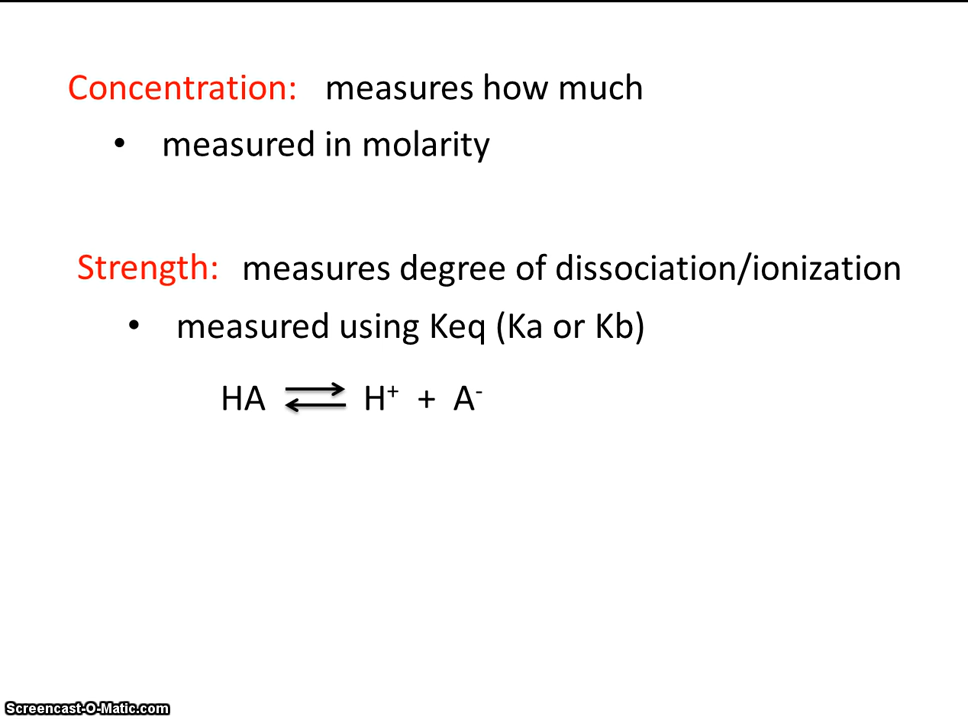 Concentration: measures how much
• measured in molarity
Strength: measures degree of dissociation/ionization
• measured using Keq (Ka or Kb)
HA ⇌ H⁺ + A⁻
Screencast-O-Matic.com